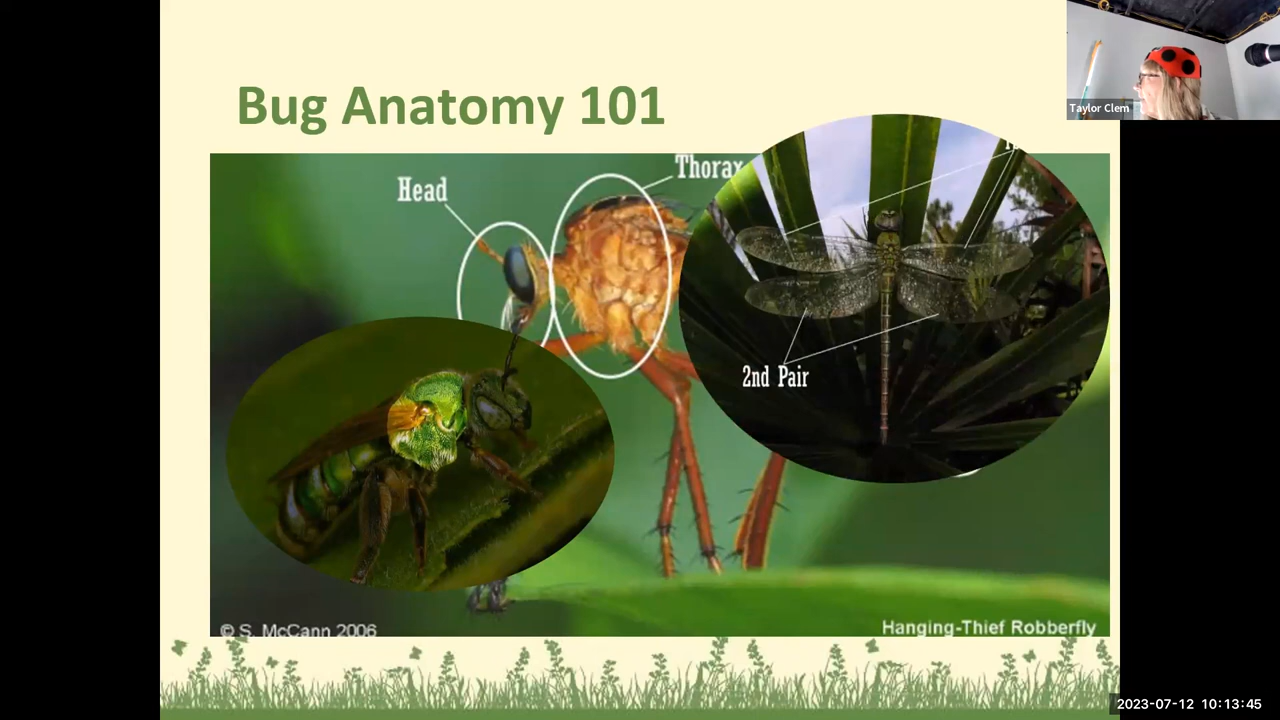 Taylor Clem
Bug Anatomy 101
Thorax
Head
2nd Pair
© S. McCann 2006
Hanging-Thief Robberfly
2023-07-12 10:13:45